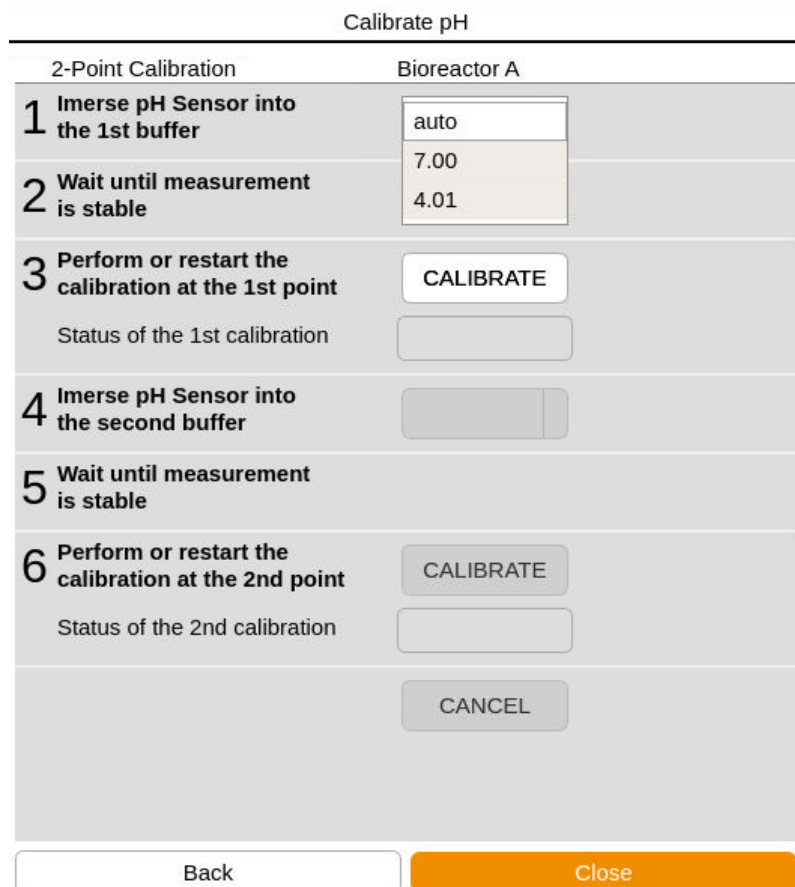 Calibrate pH
2-Point Calibration Bioreactor A
1 Imerse pH Sensor into
the 1st buffer
auto
7.00
4.01
2 Wait until measurement
is stable
3 Perform or restart the
calibration at the 1st point
CALIBRATE
Status of the 1st calibration
4 Imerse pH Sensor into
the second buffer
5 Wait until measurement
is stable
6 Perform or restart the
calibration at the 2nd point
CALIBRATE
Status of the 2nd calibration
CANCEL
Back Close